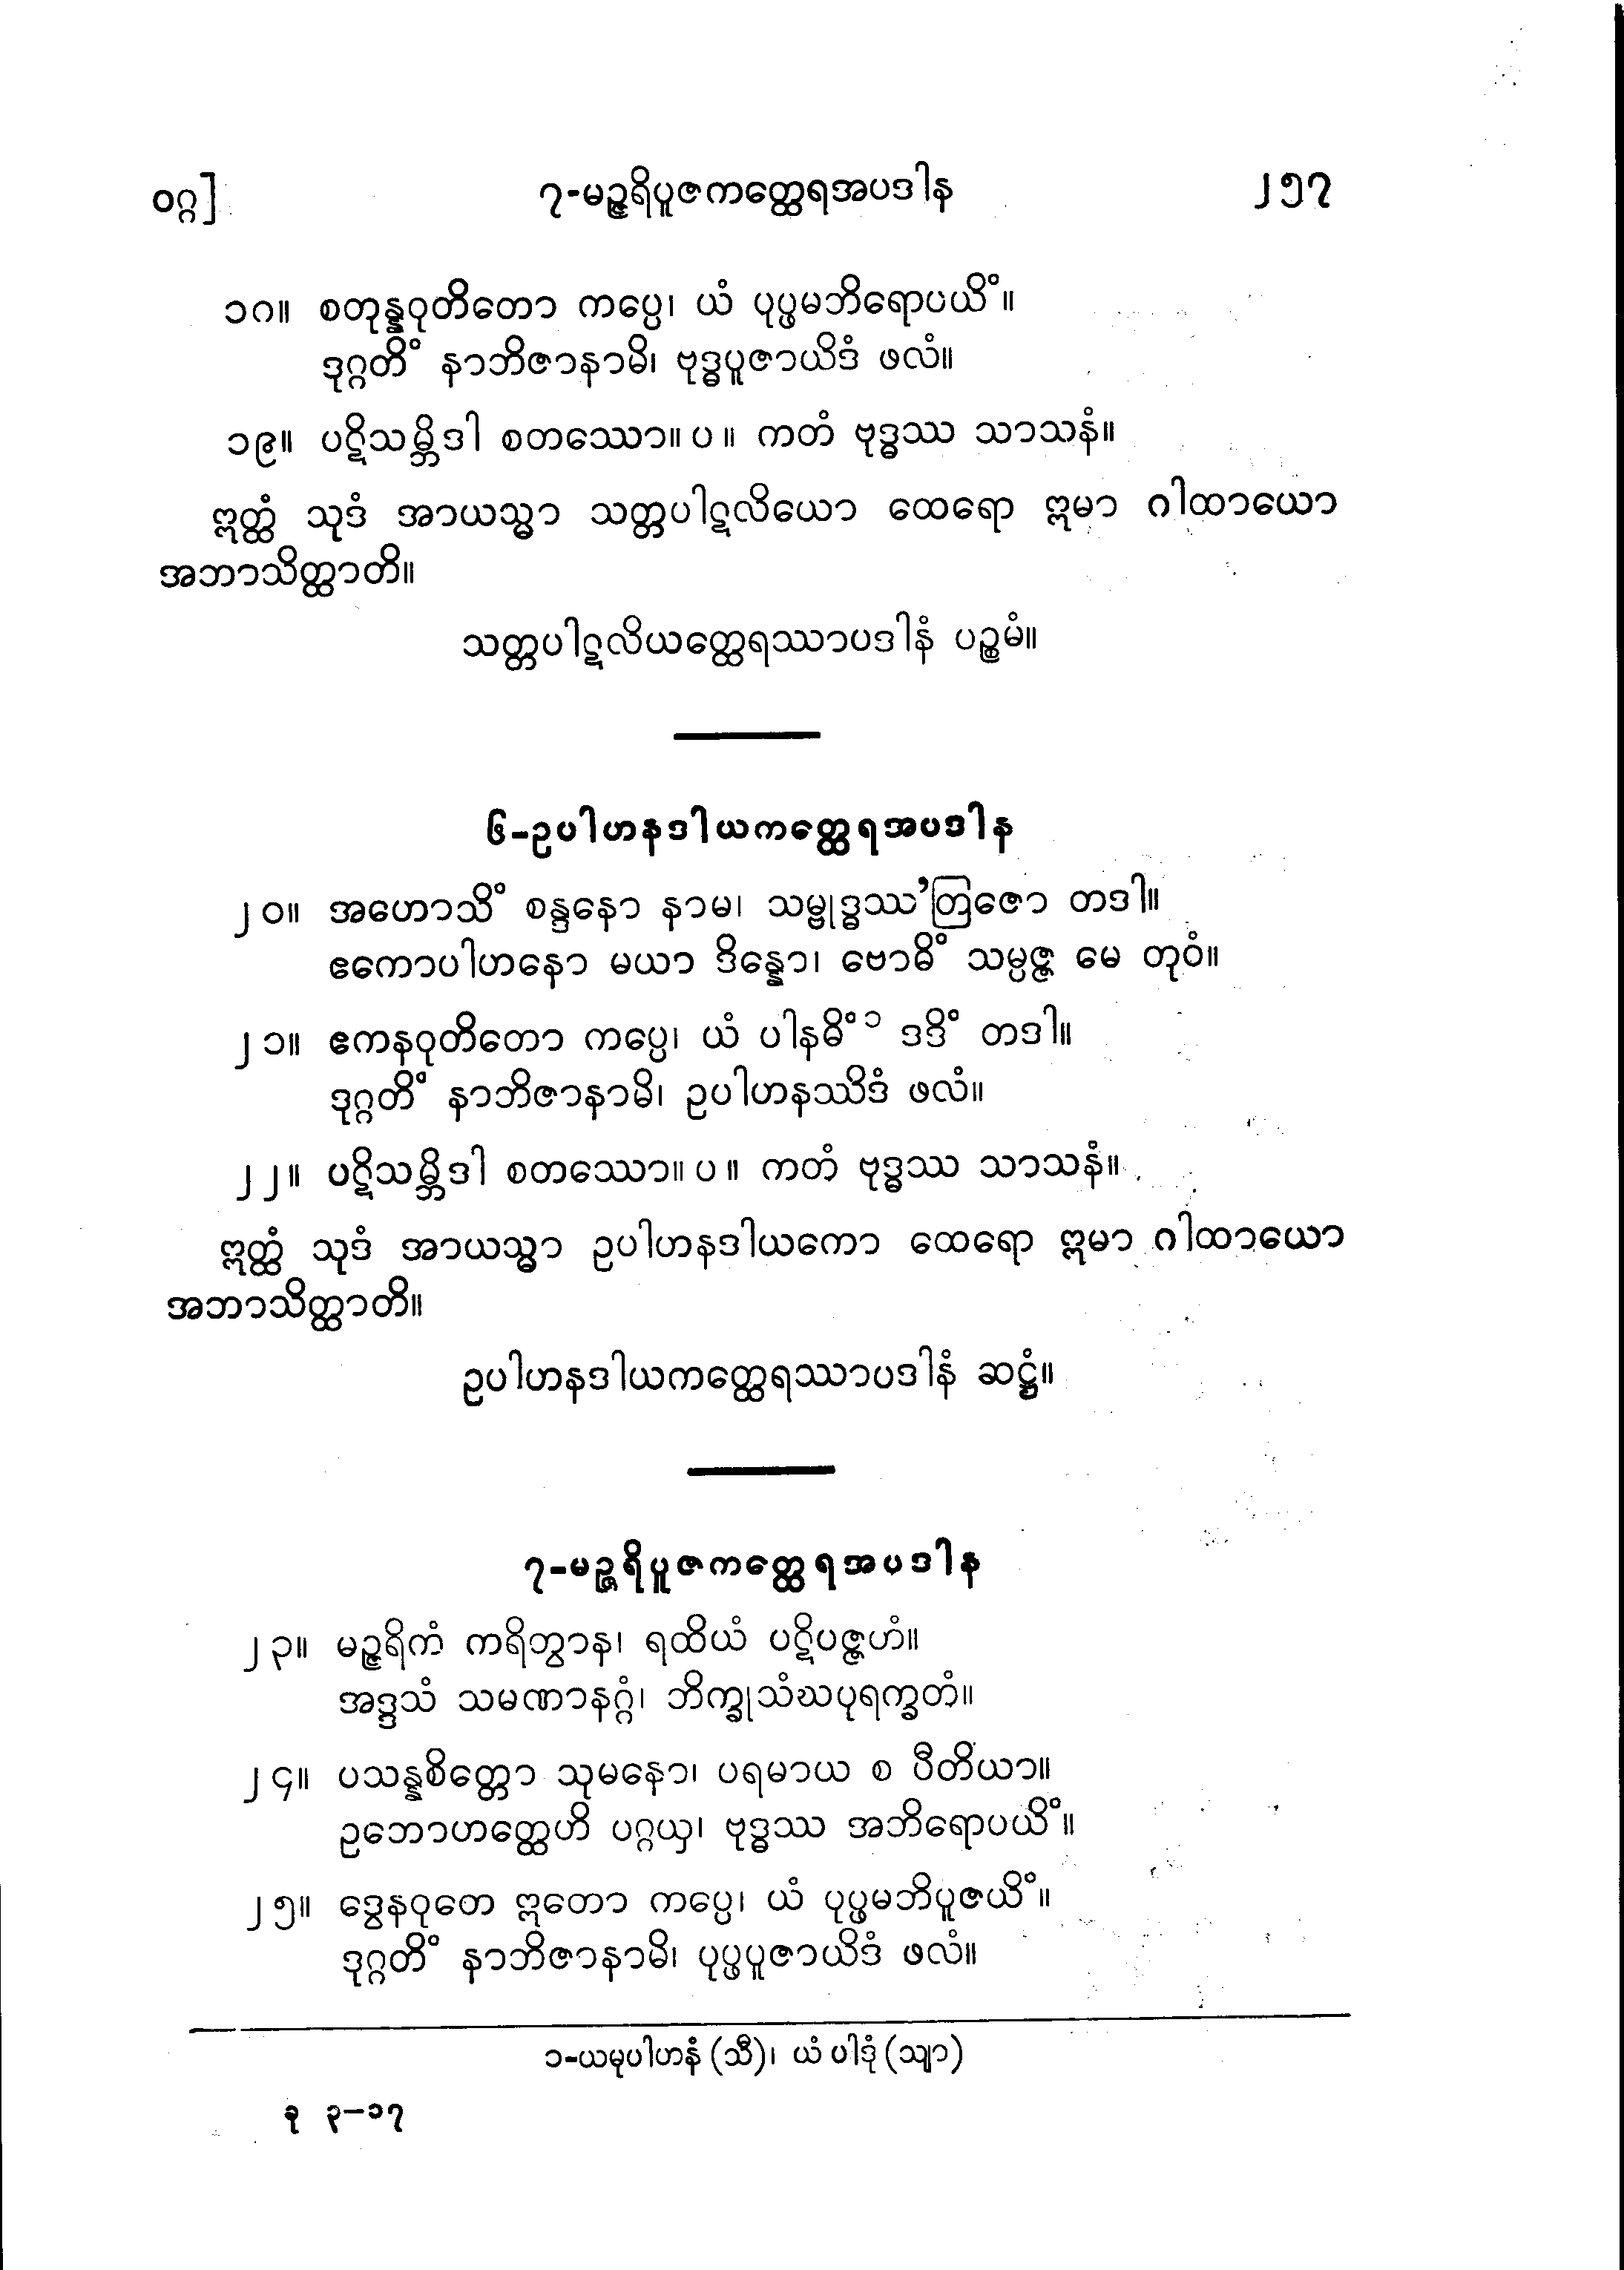 ဝဂ္ဂ] ၇-မဉ္ဇရိပူဇကတ္ထေရအပဒါန ၂၅၇
၁၈။ စတုန္နဝုတိတော ကပ္ပေ၊ ယံ ပုပ္ဖမဘိရောပယိံ။
ဒုဂ္ဂတိံ နာဘိဇာနာမိ၊ ဗုဒ္ဓပူဇာယိဒံ ဖလံ။
၁၉။ ပဋိသမ္ဘိဒါ စတဿော။ ပ ။ ကတံ ဗုဒ္ဓဿ သာသနံ။
ဣတ္ထံ သုဒံ အာယသ္မာ သတ္တပါဋလိယော ထေရော ဣမာ ဂါထာယော
အဘာသိတ္ထာတိ။
သတ္တပါဋလိယတ္ထေရဿာပဒါနံ ပဉ္စမံ။
၆-ဥပါဟနဒါယကတ္ထေရအပဒါန
၂၀။ အဟောသိံ စန္ဒနော နာမ၊ သမ္ဗုဒ္ဓဿ’တြဇော တဒါ။
ဧကောပါဟနော မယာ ဒိန္နော၊ ဗောဓိံ သမ္ပဇ္ဇ မေ တုဝံ။
၂၁။ ဧကနဝုတိတော ကပ္ပေ၊ ယံ ပါနဓိံ ၁ ဒဒိံ တဒါ။
ဒုဂ္ဂတိံ နာဘိဇာနာမိ၊ ဥပါဟနဿိဒံ ဖလံ။
၂၂။ ပဋိသမ္ဘိဒါ စတဿော။ ပ ။ ကတံ ဗုဒ္ဓဿ သာသနံ။
ဣတ္ထံ သုဒံ အာယသ္မာ ဥပါဟနဒါယကော ထေရော ဣမာ ဂါထာယော
အဘာသိတ္ထာတိ။
ဥပါဟနဒါယကတ္ထေရဿာပဒါနံ ဆဋ္ဌံ။
၇-မဉ္ဇရိပူဇကတ္ထေရအပဒါန
၂၃။ မဉ္ဇရိကံ ကရိတွာန၊ ရထိယံ ပဋိပဇ္ဇဟံ။
အဒ္ဒသံ သမဏာနဂ္ဂံ၊ ဘိက္ခုသံဃပုရက္ခတံ။
၂၄။ ပသန္နစိတ္တော သုမနော၊ ပရမာယ စ ပီတိယာ။
ဥဘောဟတ္ထေဟိ ပဂ္ဂယှ၊ ဗုဒ္ဓဿ အဘိရောပယိံ။
၂၅။ ဒွေနဝုတေ ဣတော ကပ္ပေ၊ ယံ ပုပ္ဖမဘိပူဇယိံ။
ဒုဂ္ဂတိံ နာဘိဇာနာမိ၊ ပုပ္ဖပူဇာယိဒံ ဖလံ။
၁-ယမုပါဟနံ (သီ)၊ ယံ ပါဒုံ (သျာ)
ခု ၃–၁၇